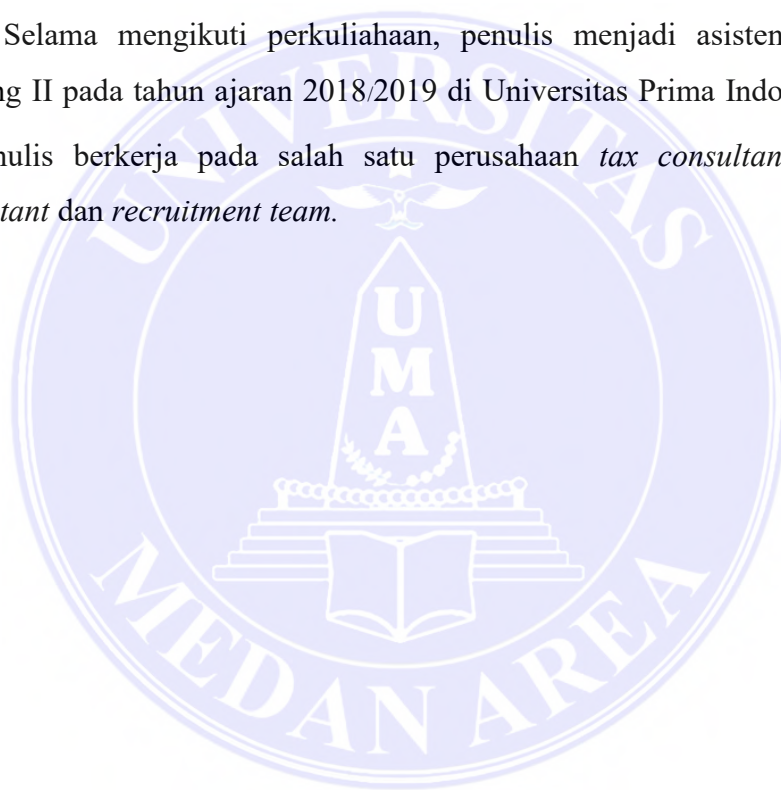 Selama mengikuti perkuliahaan, penulis menjadi asisten
ng II pada tahun ajaran 2018/2019 di Universitas Prima Indo
nulis berkerja pada salah satu perusahaan tax consultan
tant dan recruitment team.
UNIVERSITAS
UMA
MEDAN AREA